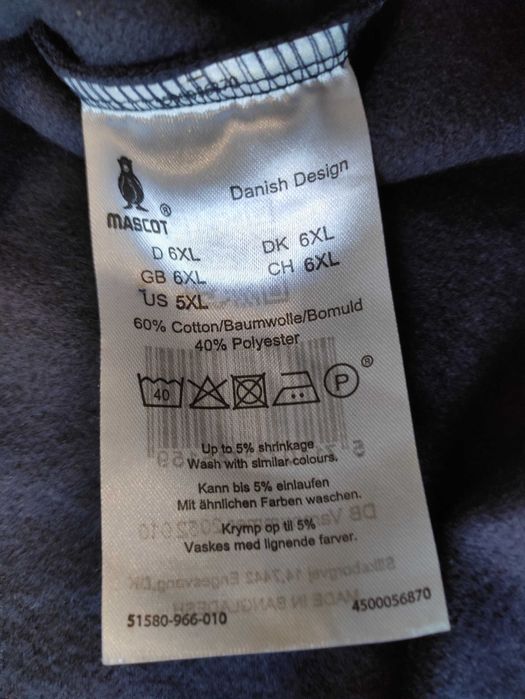 MASCOT®
Danish Design
D 6XL
DK 6XL
GB 6XL
CH 6XL
US 5XL
60% Cotton/Baumwolle/Bomuld
40% Polyester
40
P
®
Up to 5% shrinkage
Wash with similar colours.
Kann bis 5% einlaufen
Mit ähnlichen Farben waschen.
Krymp op til 5%
Vaskes med lignende farver.
51580-966-010
4500056870